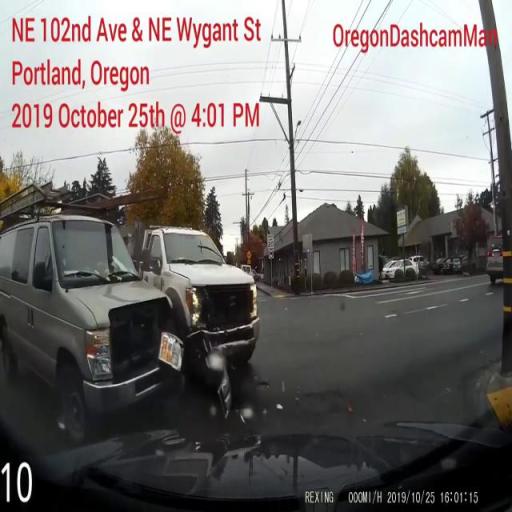 NE 102nd Ave & NE Wygant St
OregonDashcamMan
Portland, Oregon
2019 October 25th @ 4:01 PM
10
REXING 000MI/H 2019/10/25 16:01:15